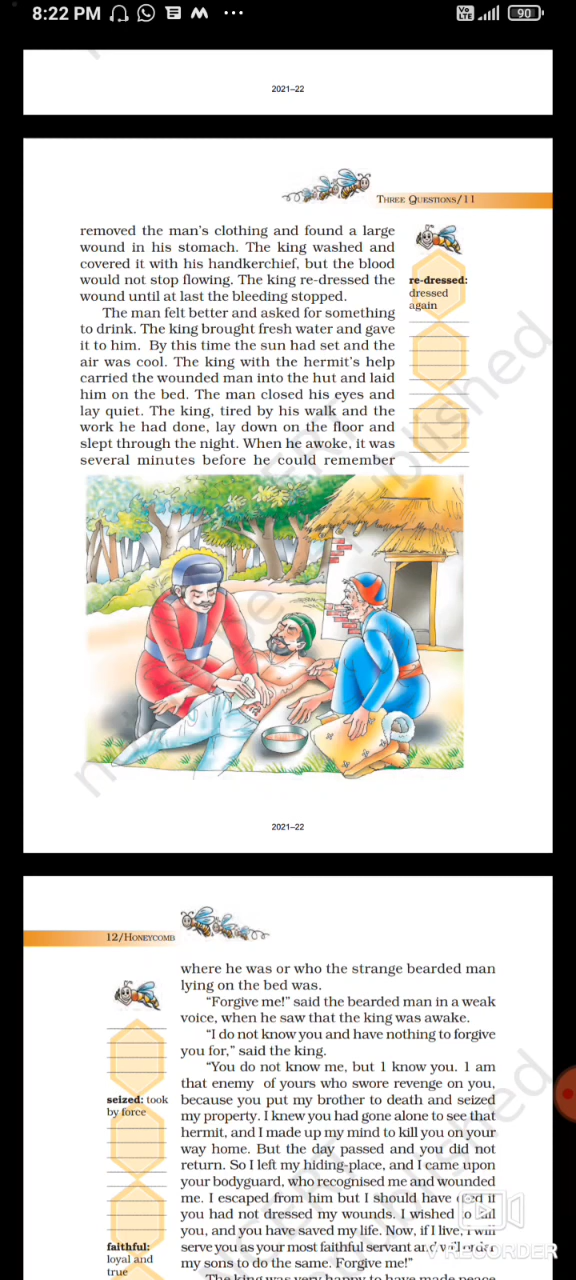 8:22 PM
Vo LTE
90
2021–22
THREE QUESTIONS/11
removed the man's clothing and found a large
wound in his stomach. The king washed and
covered it with his handkerchief, but the blood
would not stop flowing. The king re-dressed the
wound until at last the bleeding stopped.
The man felt better and asked for something
to drink. The king brought fresh water and gave
it to him. By this time the sun had set and the
air was cool. The king with the hermit's help
carried the wounded man into the hut and laid
him on the bed. The man closed his eyes and
lay quiet. The king, tired by his walk and the
work he had done, lay down on the floor and
slept through the night. When he awoke, it was
several minutes before he could remember
re-dressed:
dressed
again
2021–22
12/HONEYCOMB
where he was or who the strange bearded man
lying on the bed was.
“Forgive me!” said the bearded man in a weak
voice, when he saw that the king was awake.
“I do not know you and have nothing to forgive
you for,” said the king.
“You do not know me, but I know you. I am
that enemy of yours who swore revenge on you,
because you put my brother to death and seized
my property. I knew you had gone alone to see that
hermit, and I made up my mind to kill you on your
way home. But the day passed and you did not
return. So I left my hiding-place, and I came upon
your bodyguard, who recognised me and wounded
me. I escaped from him but I should have died if
you had not dressed my wounds. I wished to kill
you, and you have saved my life. Now, if I live, I will
serve you as your most faithful servant and will order
my sons to do the same. Forgive me!”
The king was very happy to have made peace
seized: took
by force
faithful:
loyal and
true
RECORDER
not
published